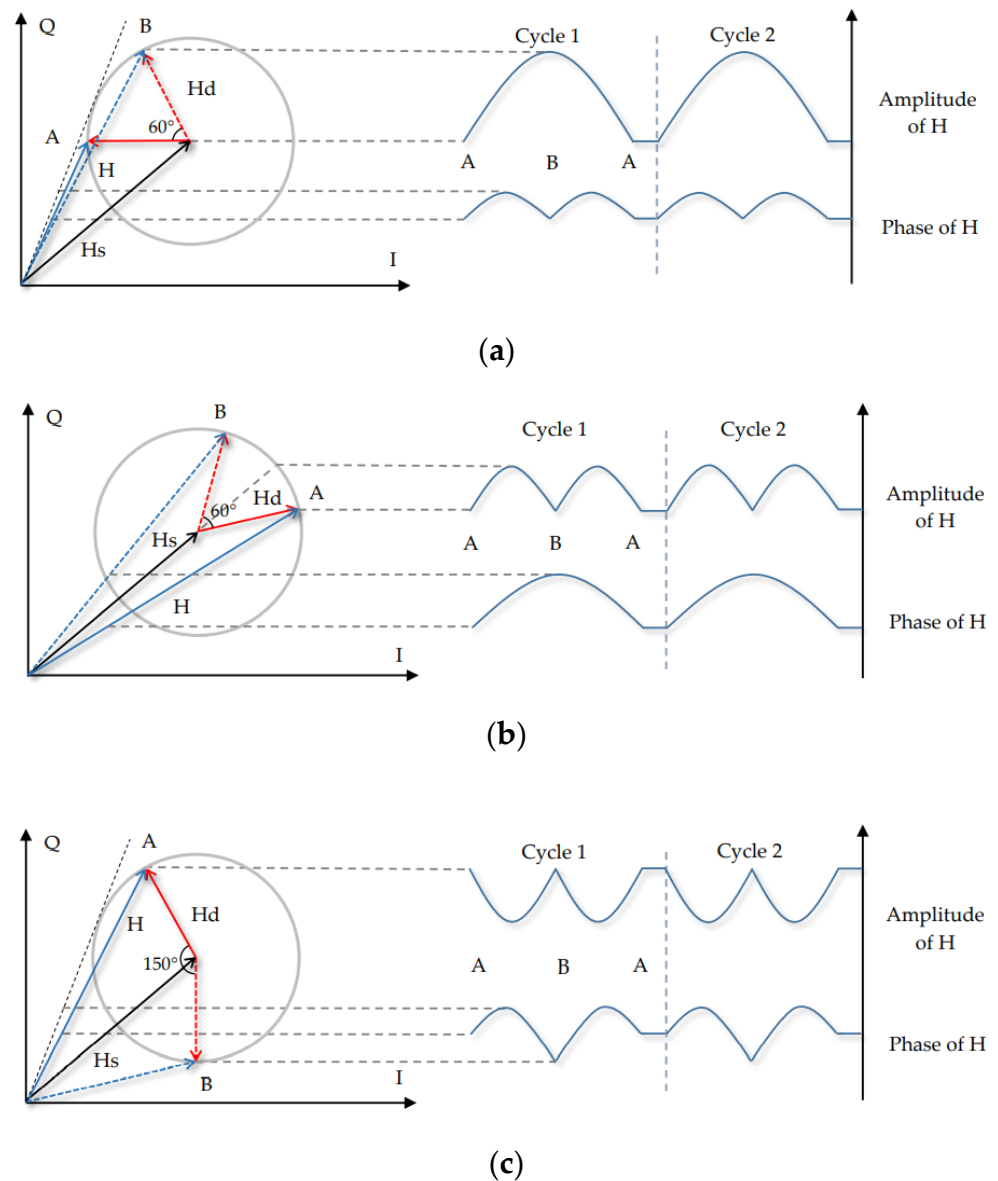 Q
B
Cycle 1
Cycle 2
Hd
60°
Amplitude
of H
A
H
A
B
A
Phase of H
Hs
I
(a)
Q
B
Cycle 1
Cycle 2
Hd
A
60°
Amplitude
of H
Hs
A
B
A
H
Phase of H
I
(b)
Q
A
Cycle 1
Cycle 2
H
Hd
Amplitude
of H
150°
A
B
A
Phase of H
Hs
B
I
(c)